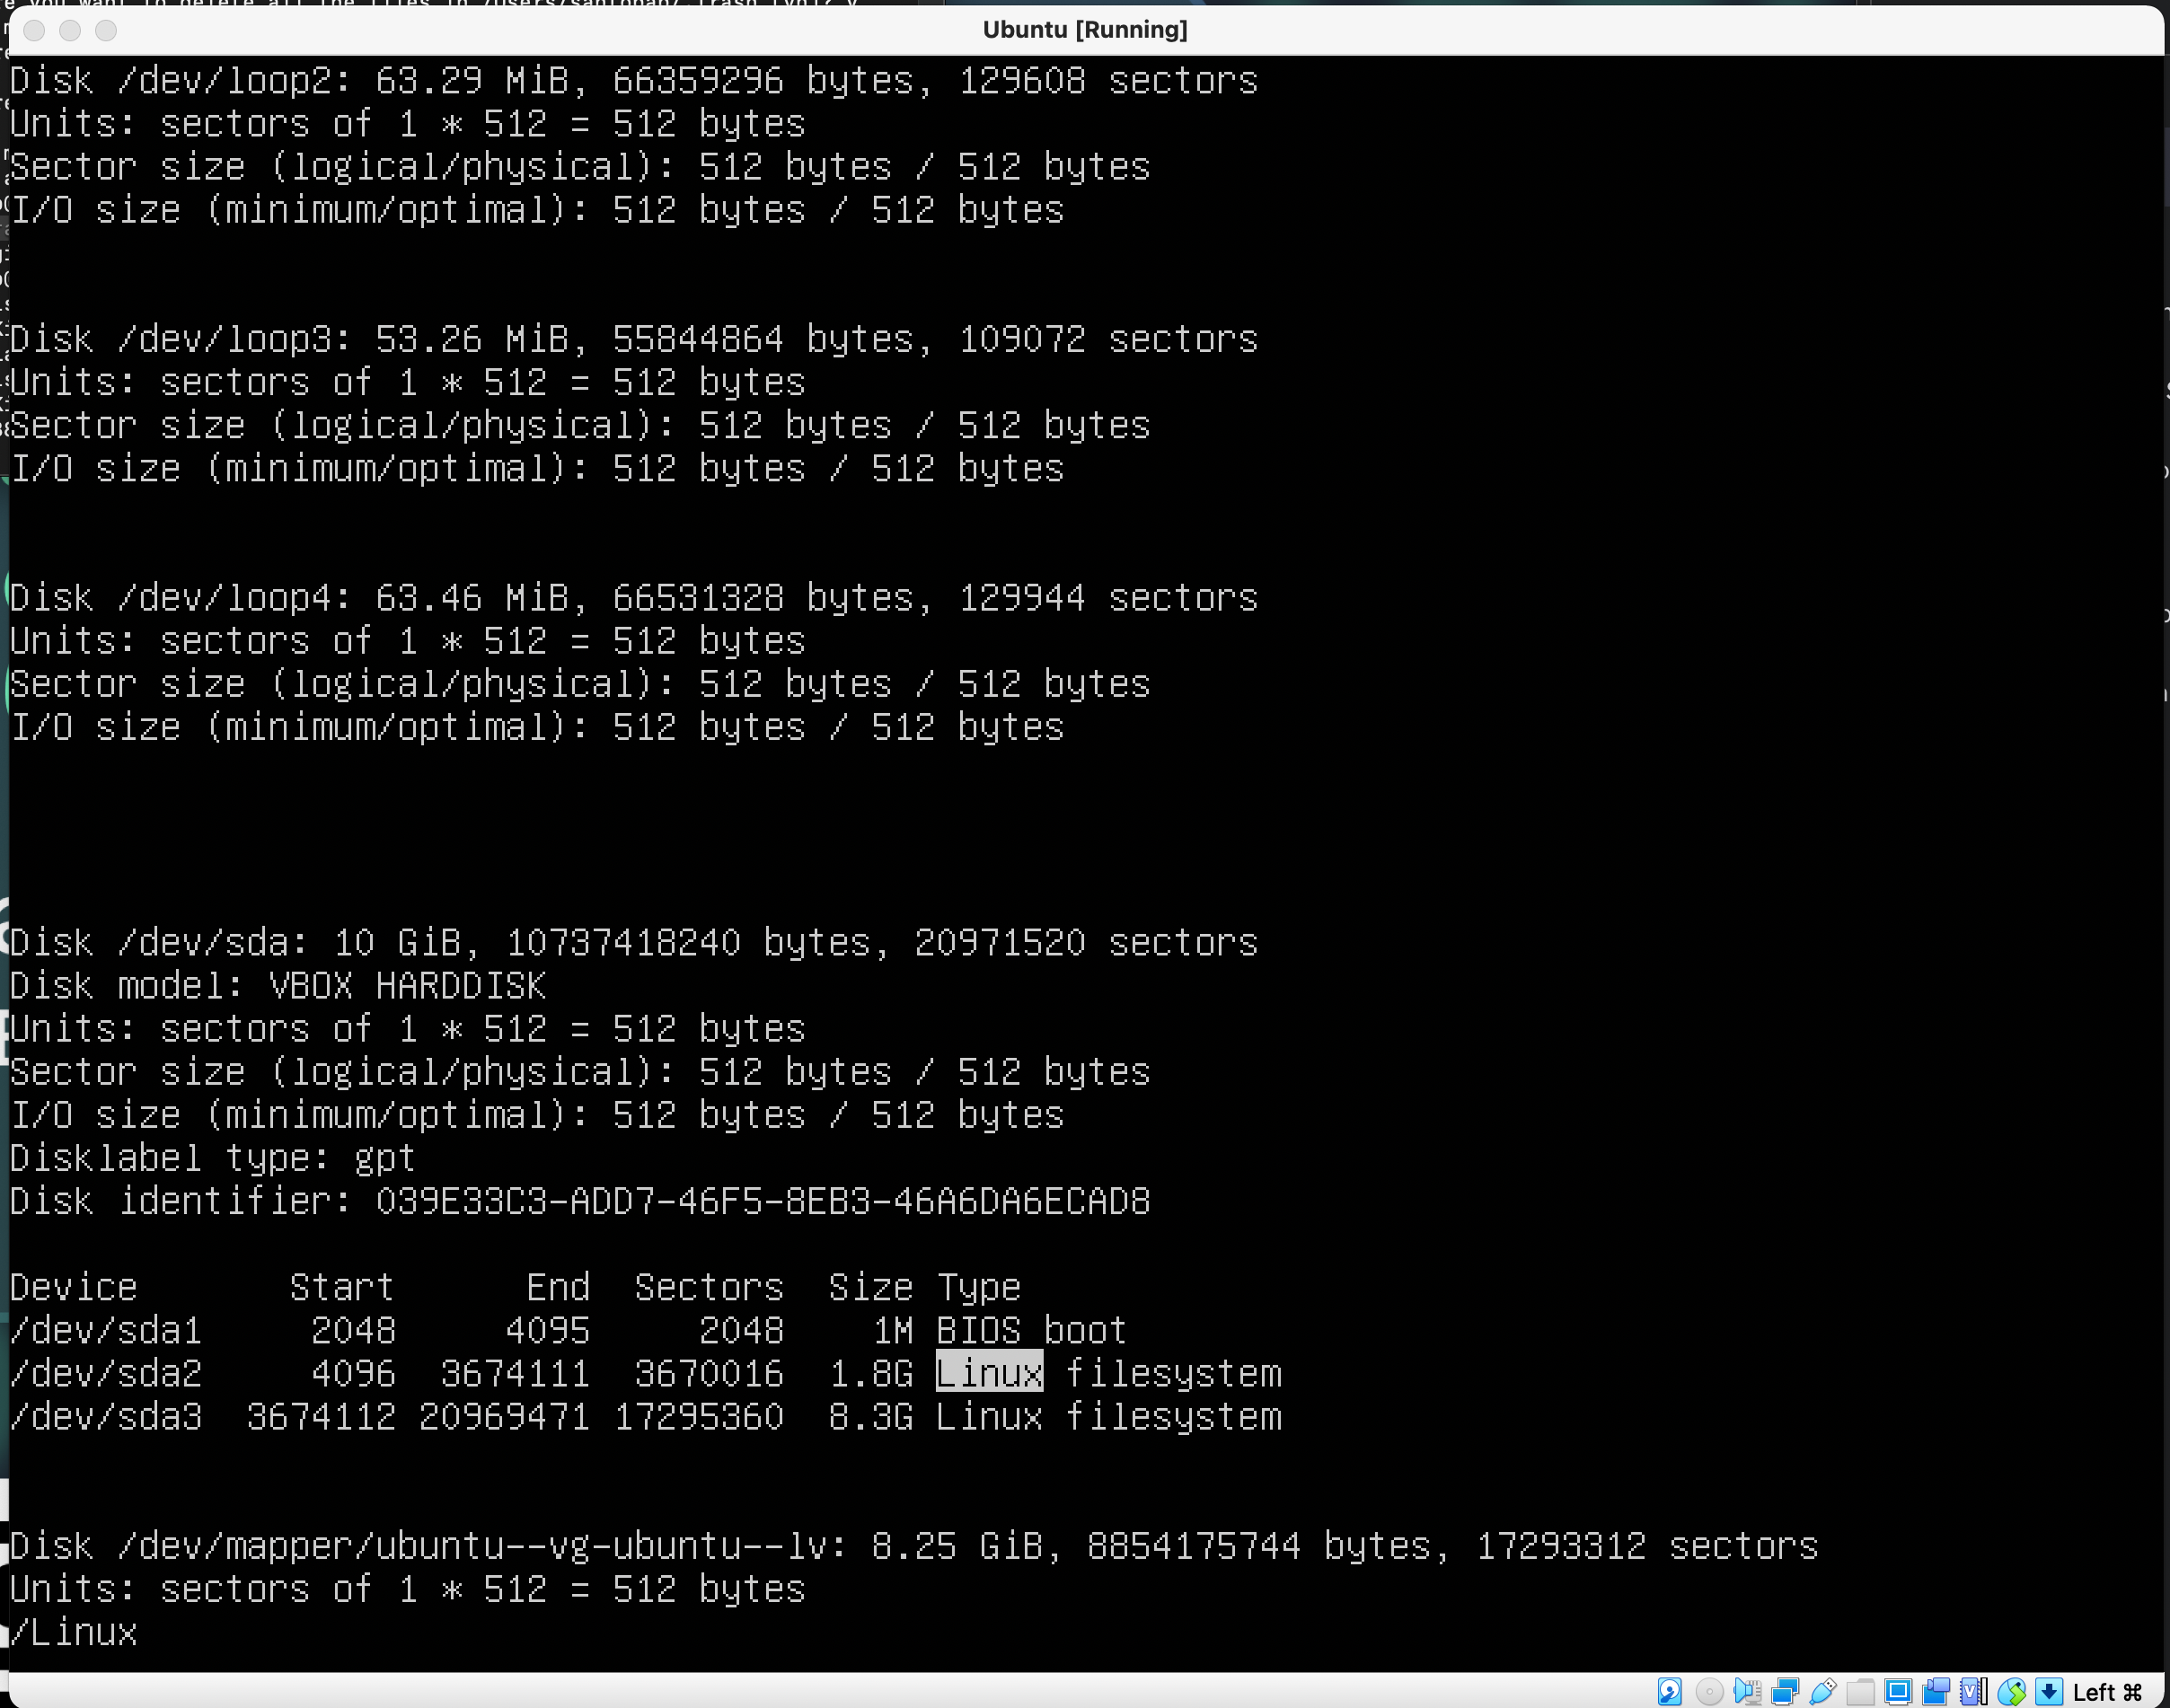 re you want to delete all the files in /Users/
Ubuntu [Running]
Disk /dev/loop2: 63.29 MiB, 66359296 bytes, 129608 sectors
Units: sectors of 1 * 512 = 512 bytes
Sector size (logical/physical): 512 bytes / 512 bytes
I/O size (minimum/optimal): 512 bytes / 512 bytes
Disk /dev/loop3: 53.26 MiB, 55844864 bytes, 109072 sectors
Units: sectors of 1 * 512 = 512 bytes
Sector size (logical/physical): 512 bytes / 512 bytes
I/O size (minimum/optimal): 512 bytes / 512 bytes
Disk /dev/loop4: 63.46 MiB, 66531328 bytes, 129944 sectors
Units: sectors of 1 * 512 = 512 bytes
Sector size (logical/physical): 512 bytes / 512 bytes
I/O size (minimum/optimal): 512 bytes / 512 bytes
Disk /dev/sda: 10 GiB, 10737418240 bytes, 20971520 sectors
Disk model: VBOX HARDDISK
Units: sectors of 1 * 512 = 512 bytes
Sector size (logical/physical): 512 bytes / 512 bytes
I/O size (minimum/optimal): 512 bytes / 512 bytes
Disklabel type: gpt
Disk identifier: 039E33C3-ADD7-46F5-8EB3-46A6DA6ECAD8
Device Start End Sectors Size Type
/dev/sda1 2048 4095 2048 1M BIOS boot
/dev/sda2 4096 3674111 3670016 1.8G Linux filesystem
/dev/sda3 3674112 20969471 17295360 8.3G Linux filesystem
Disk /dev/mapper/ubuntu--vg-ubuntu--lv: 8.25 GiB, 8854175744 bytes, 17293312 sectors
Units: sectors of 1 * 512 = 512 bytes
/Linux
Left ⌘